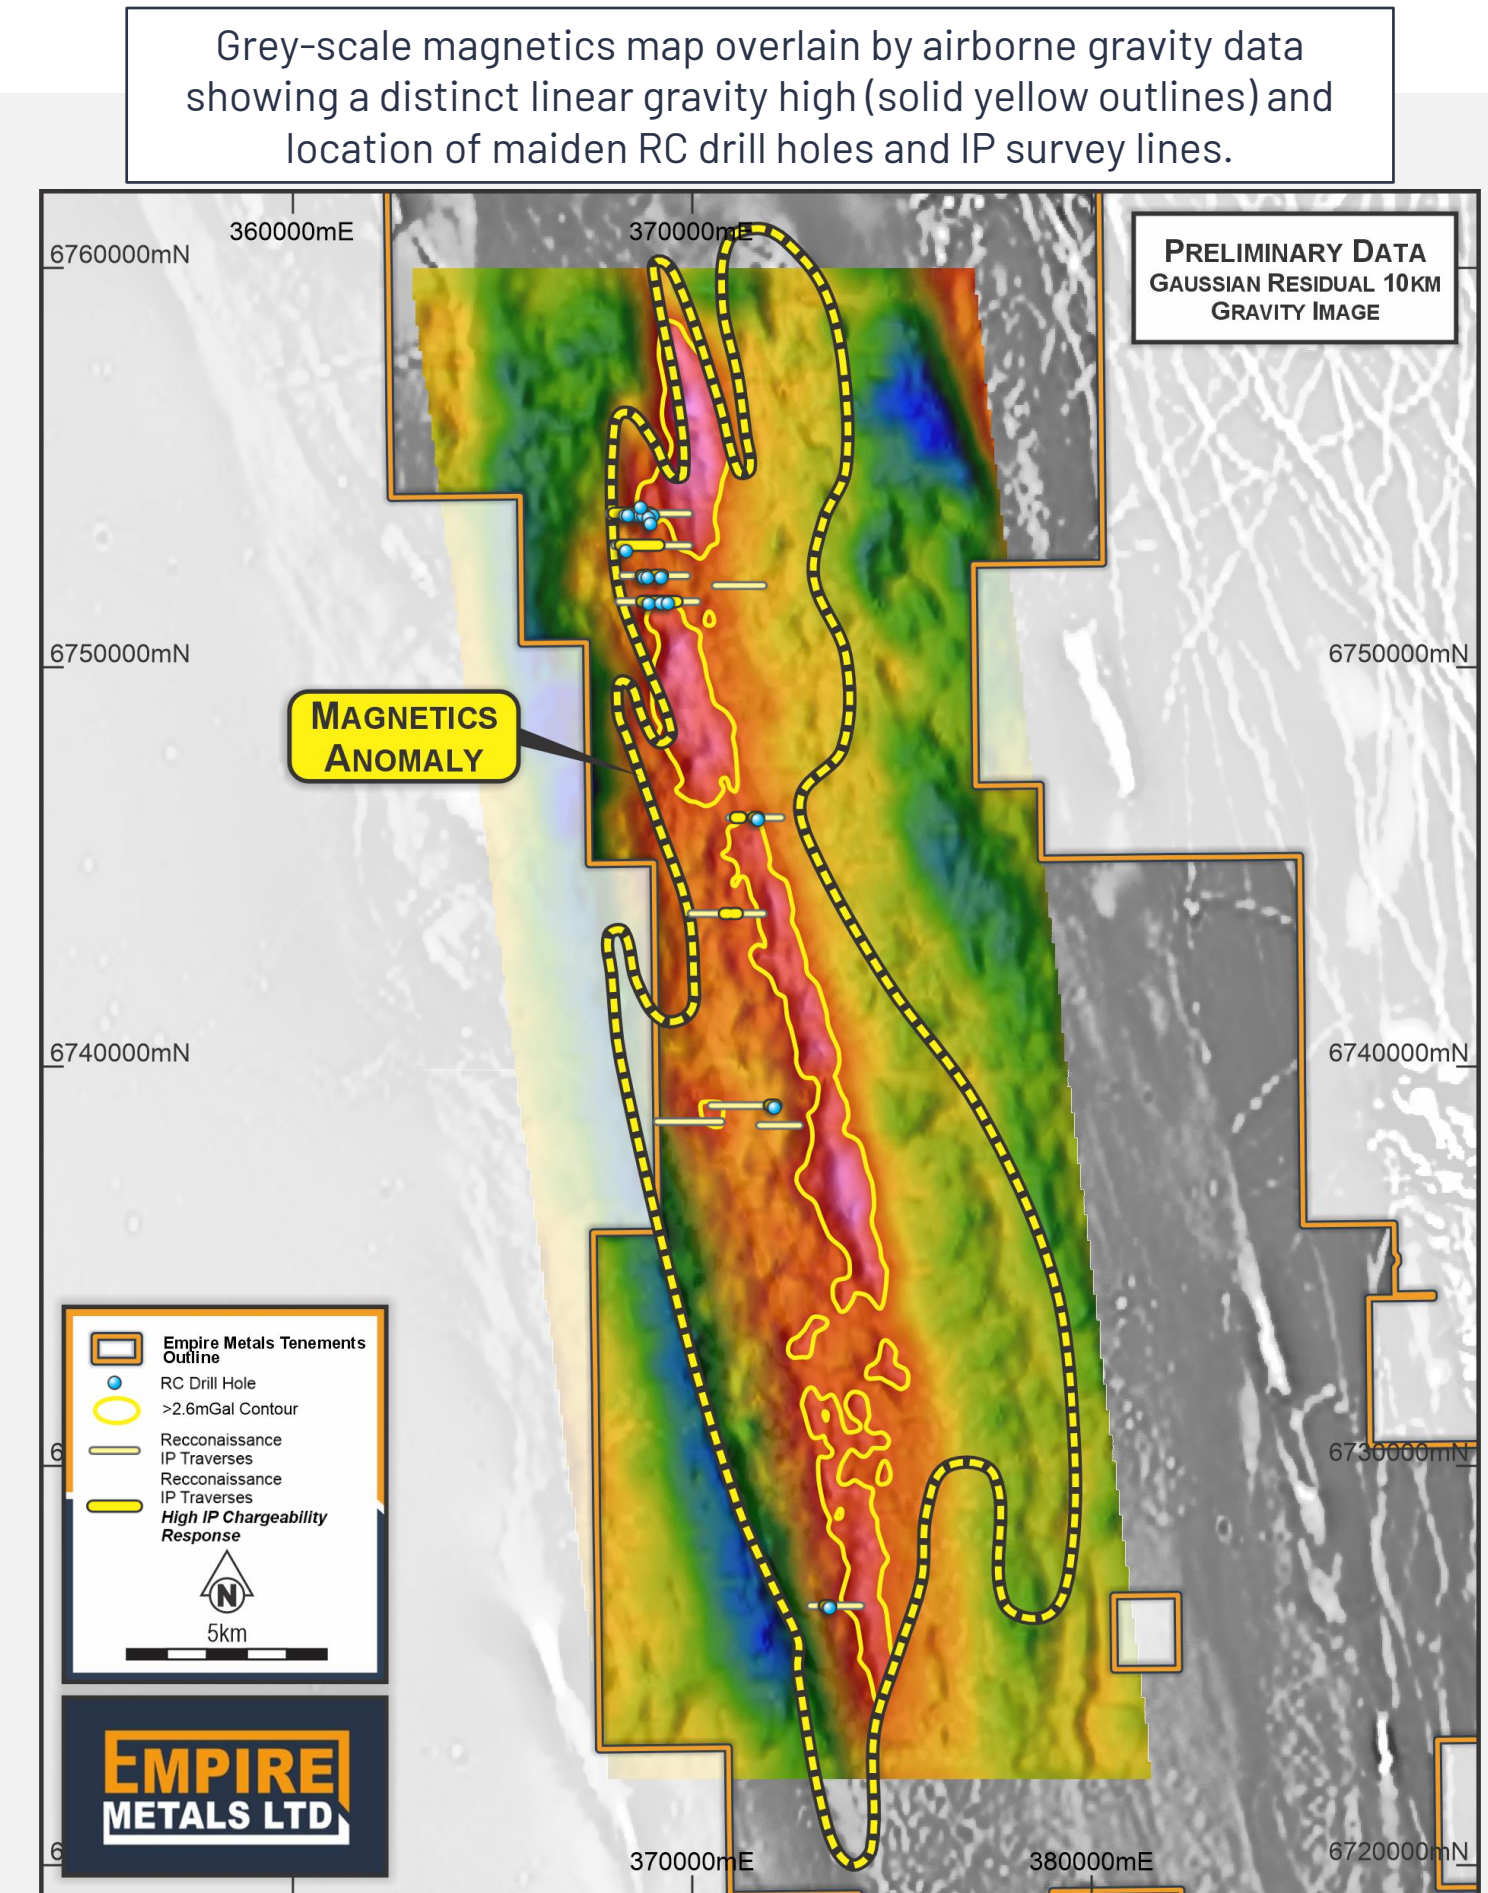 Grey-scale magnetics map overlain by airborne gravity data
showing a distinct linear gravity high (solid yellow outlines) and
location of maiden RC drill holes and IP survey lines.
360000mE
370000mE
6760000mN
PRELIMINARY DATA
GAUSSIAN RESIDUAL 10KM
GRAVITY IMAGE
6750000mN
6750000mN
MAGNETICS
ANOMALY
6740000mN
6740000mN
Empire Metals Tenements
Outline
RC Drill Hole
>2.6mGal Contour
Recconaissance
IP Traverses
Recconaissance
IP Traverses
High IP Chargeability
Response
N
5km
6
6730000mN
EMPIRE
METALS LTD
6
370000mE
380000mE
6720000mN